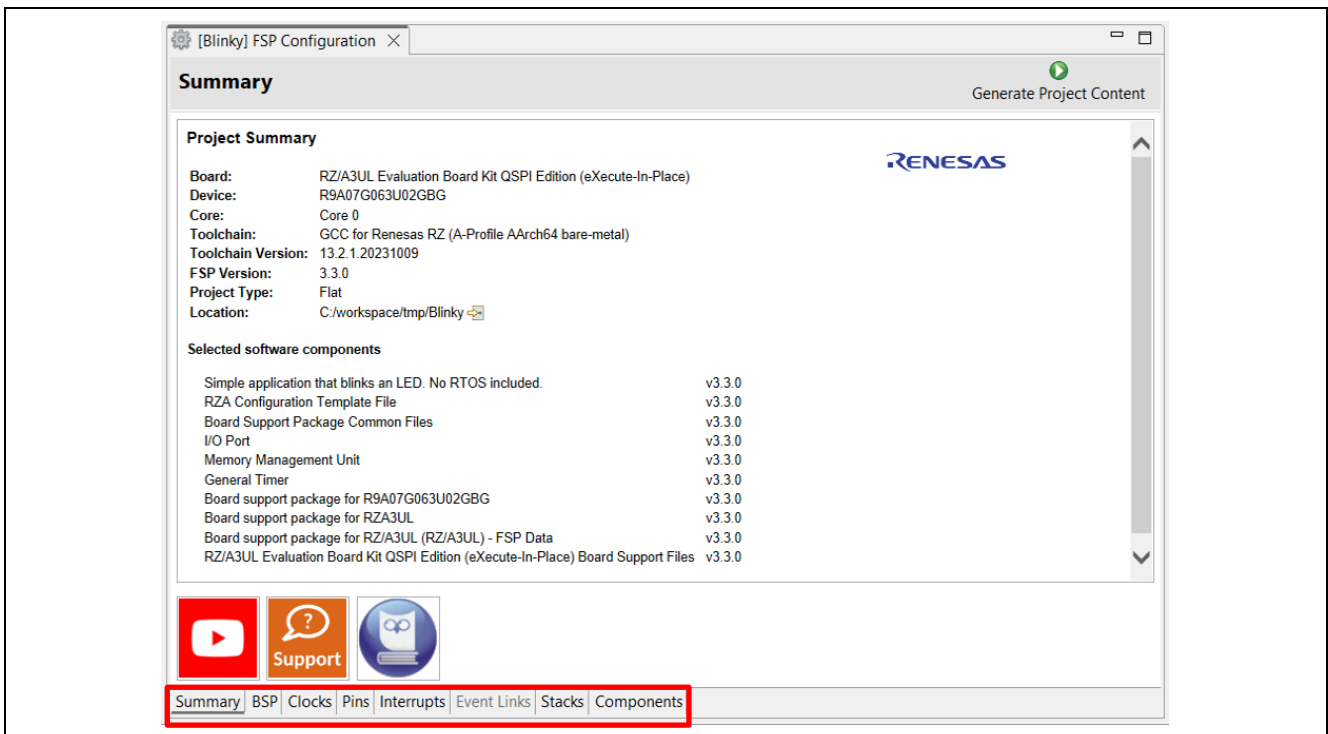 [Blinky] FSP Configuration
Summary
Generate Project Content
Project Summary
RENESAS
Board: RZ/A3UL Evaluation Board Kit QSPI Edition (eXecute-In-Place)
Device: R9A07G063U02GBG
Core: Core 0
Toolchain: GCC for Renesas RZ (A-Profile AArch64 bare-metal)
Toolchain Version: 13.2.1.20231009
FSP Version: 3.3.0
Project Type: Flat
Location: C:/workspace/tmp/Blinky
Selected software components
Simple application that blinks an LED. No RTOS included. v3.3.0
RZA Configuration Template File v3.3.0
Board Support Package Common Files v3.3.0
I/O Port v3.3.0
Memory Management Unit v3.3.0
General Timer v3.3.0
Board support package for R9A07G063U02GBG v3.3.0
Board support package for RZA3UL v3.3.0
Board support package for RZ/A3UL (RZ/A3UL) - FSP Data v3.3.0
RZ/A3UL Evaluation Board Kit QSPI Edition (eXecute-In-Place) Board Support Files v3.3.0
?
Support
Summary BSP Clocks Pins Interrupts Event Links Stacks Components